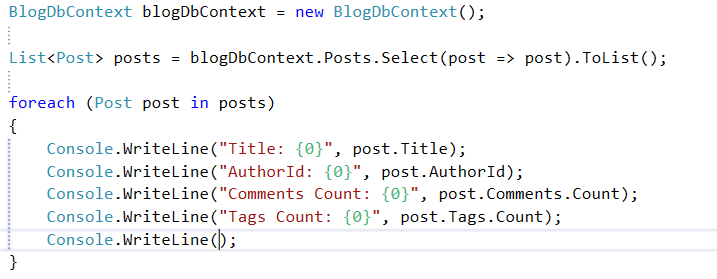 BlogDbContext blogDbContext = new BlogDbContext();
List<Post> posts = blogDbContext.Posts.Select(post => post).ToList();
foreach (Post post in posts)
{
    Console.WriteLine("Title: {0}", post.Title);
    Console.WriteLine("AuthorId: {0}", post.AuthorId);
    Console.WriteLine("Comments Count: {0}", post.Comments.Count);
    Console.WriteLine("Tags Count: {0}", post.Tags.Count);
    Console.WriteLine();
}